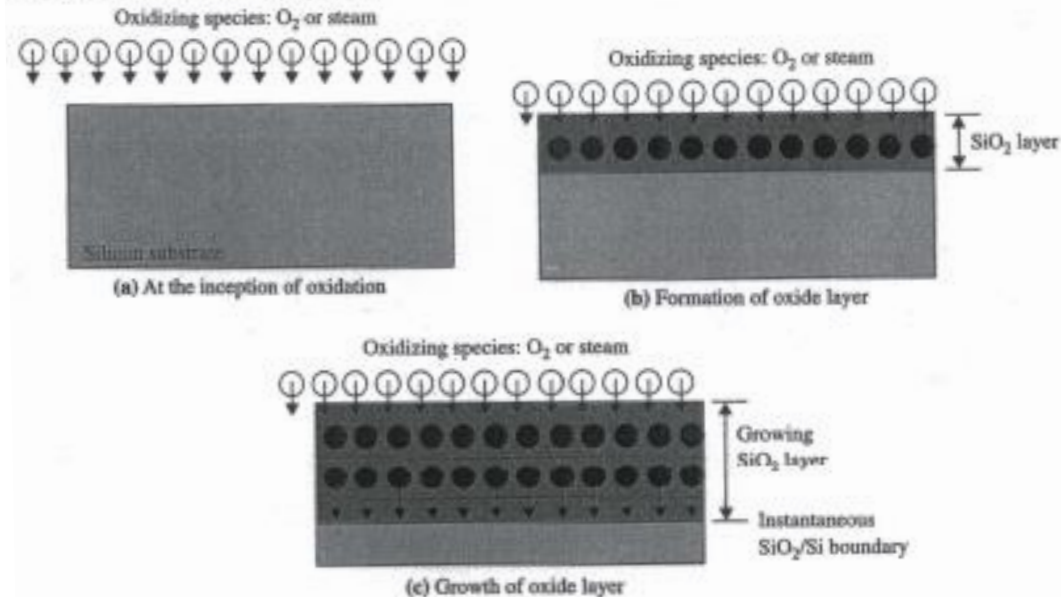 Oxidizing species: O₂ or steam
Silicon substrate
(a) At the inception of oxidation
Oxidizing species: O₂ or steam
SiO₂ layer
(b) Formation of oxide layer
Oxidizing species: O₂ or steam
Growing
SiO₂ layer
Instantaneous
SiO₂/Si boundary
(c) Growth of oxide layer